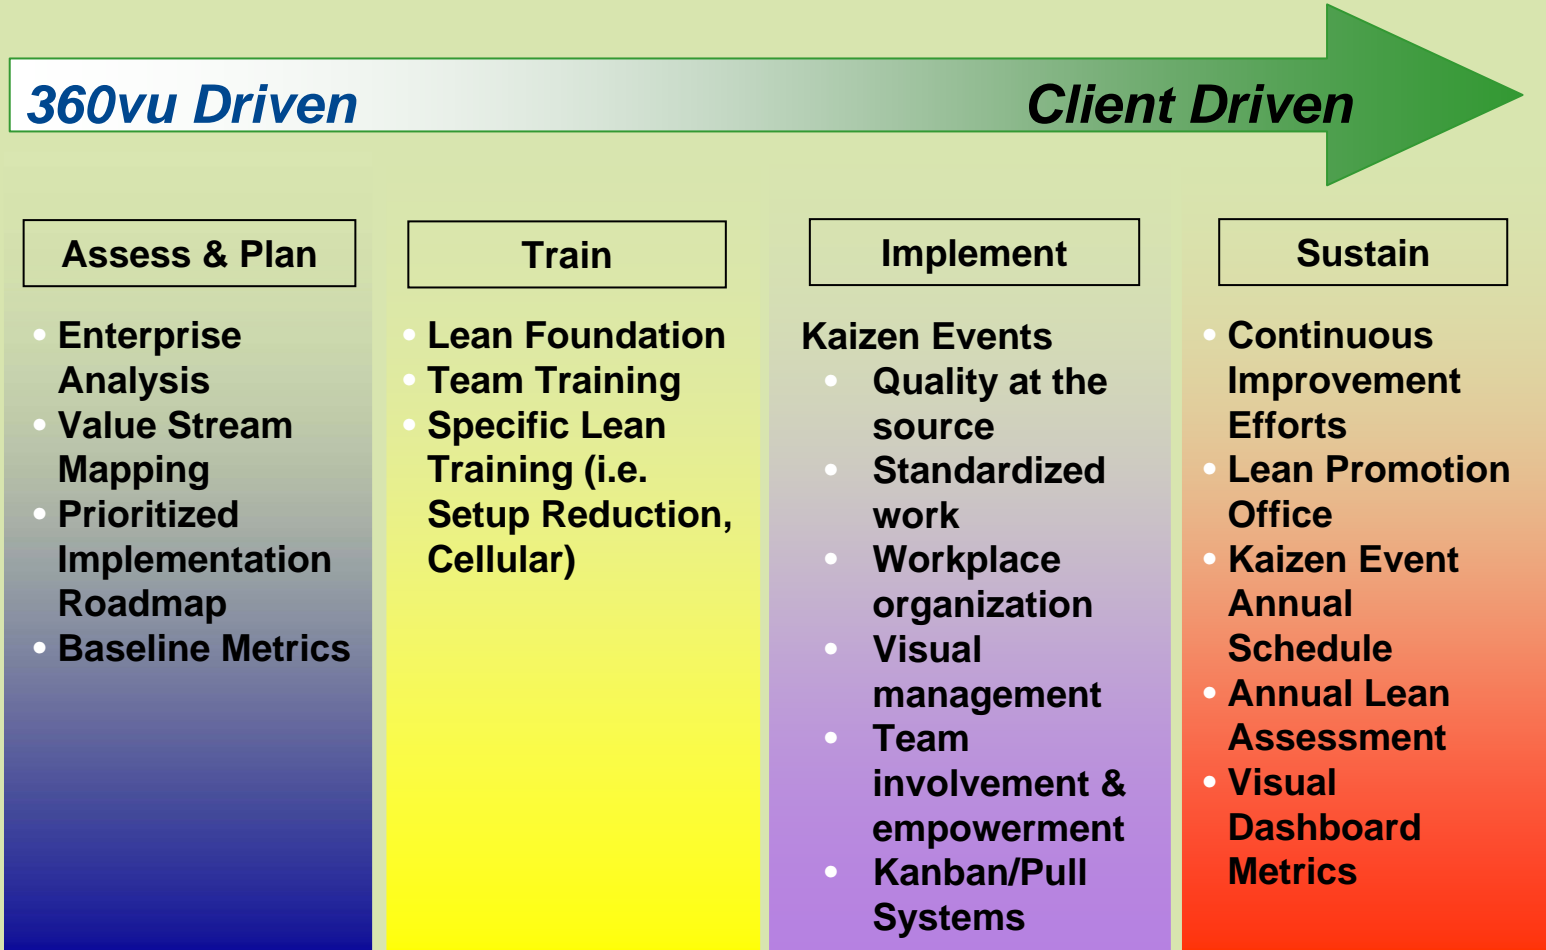 360vu Driven
Client Driven
Assess & Plan
• Enterprise
Analysis
• Value Stream
Mapping
• Prioritized
Implementation
Roadmap
• Baseline Metrics
Train
• Lean Foundation
• Team Training
• Specific Lean
Training (i.e.
Setup Reduction,
Cellular)
Implement
Kaizen Events
• Quality at the
source
• Standardized
work
• Workplace
organization
• Visual
management
• Team
involvement &
empowerment
• Kanban/Pull
Systems
Sustain
• Continuous
Improvement
Efforts
• Lean Promotion
Office
• Kaizen Event
Annual
Schedule
• Annual Lean
Assessment
• Visual
Dashboard
Metrics